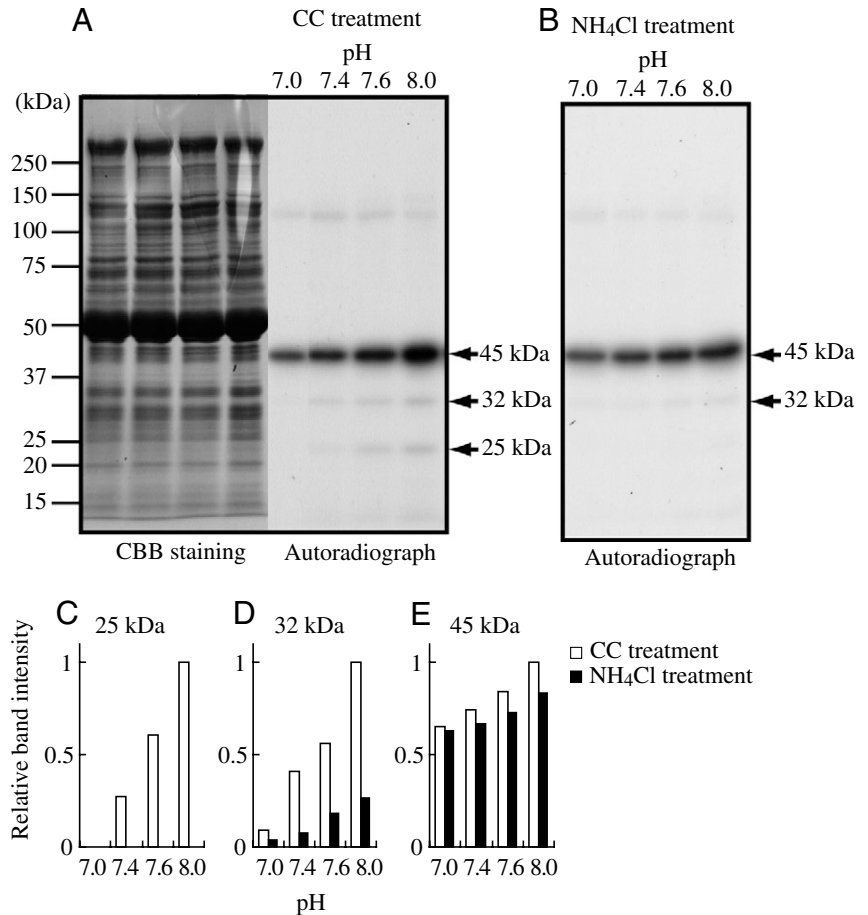 A
CC treatment
pH
7.0 7.4 7.6 8.0
(kDa)
250
150
100
75
50
37
25
20
15
45 kDa
32 kDa
25 kDa
CBB staining
Autoradiograph
B
NH₄Cl treatment
pH
7.0 7.4 7.6 8.0
45 kDa
32 kDa
Autoradiograph
C 25 kDa
D 32 kDa
E 45 kDa
CC treatment
NH₄Cl treatment
Relative band intensity
1
0.5
0
7.0 7.4 7.6 8.0
1
0.5
0
7.0 7.4 7.6 8.0
1
0.5
0
7.0 7.4 7.6 8.0
pH